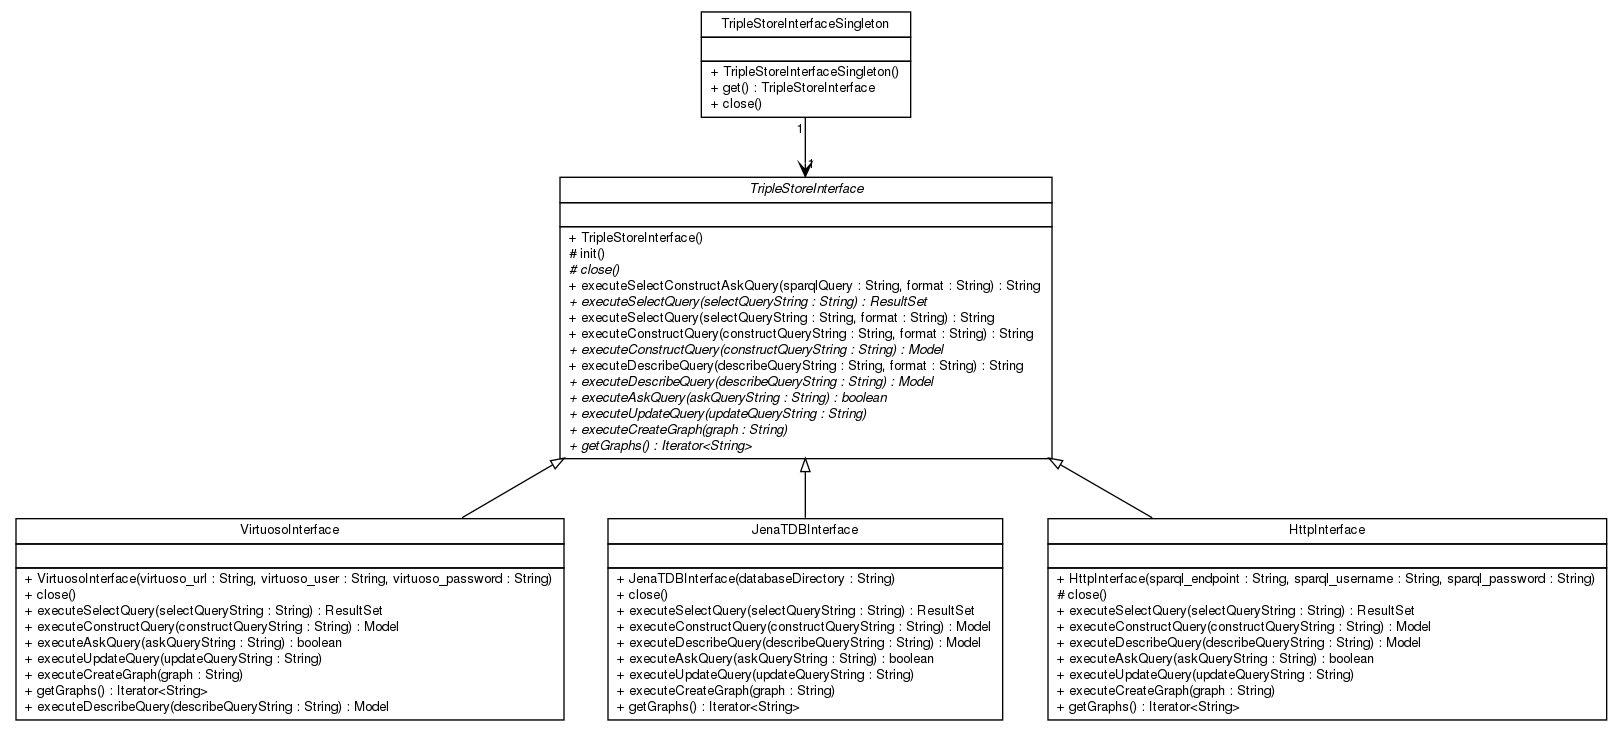 TripleStoreInterfaceSingleton
+ TripleStoreInterfaceSingleton()
+ get() : TripleStoreInterface
+ close()
1
1
TripleStoreInterface
+ TripleStoreInterface()
# init()
# close()
+ executeSelectConstructAskQuery(sparqlQuery : String, format : String) : String
+ executeSelectQuery(selectQueryString : String) : ResultSet
+ executeSelectQuery(selectQueryString : String, format : String) : String
+ executeConstructQuery(constructQueryString : String, format : String) : String
+ executeConstructQuery(constructQueryString : String) : Model
+ executeDescribeQuery(describeQueryString : String, format : String) : String
+ executeDescribeQuery(describeQueryString : String) : Model
+ executeAskQuery(askQueryString : String) : boolean
+ executeUpdateQuery(updateQueryString : String)
+ executeCreateGraph(graph : String)
+ getGraphs() : Iterator<String>
VirtuosoInterface
+ VirtuosoInterface(virtuoso_url : String, virtuoso_user : String, virtuoso_password : String)
+ close()
+ executeSelectQuery(selectQueryString : String) : ResultSet
+ executeConstructQuery(constructQueryString : String) : Model
+ executeAskQuery(askQueryString : String) : boolean
+ executeUpdateQuery(updateQueryString : String)
+ executeCreateGraph(graph : String)
+ getGraphs() : Iterator<String>
+ executeDescribeQuery(describeQueryString : String) : Model
JenaTDBInterface
+ JenaTDBInterface(databaseDirectory : String)
+ close()
+ executeSelectQuery(selectQueryString : String) : ResultSet
+ executeConstructQuery(constructQueryString : String) : Model
+ executeDescribeQuery(describeQueryString : String) : Model
+ executeAskQuery(askQueryString : String) : boolean
+ executeUpdateQuery(updateQueryString : String)
+ executeCreateGraph(graph : String)
+ getGraphs() : Iterator<String>
HttpInterface
+ HttpInterface(sparql_endpoint : String, sparql_username : String, sparql_password : String)
# close()
+ executeSelectQuery(selectQueryString : String) : ResultSet
+ executeConstructQuery(constructQueryString : String) : Model
+ executeDescribeQuery(describeQueryString : String) : Model
+ executeAskQuery(askQueryString : String) : boolean
+ executeUpdateQuery(updateQueryString : String)
+ executeCreateGraph(graph : String)
+ getGraphs() : Iterator<String>